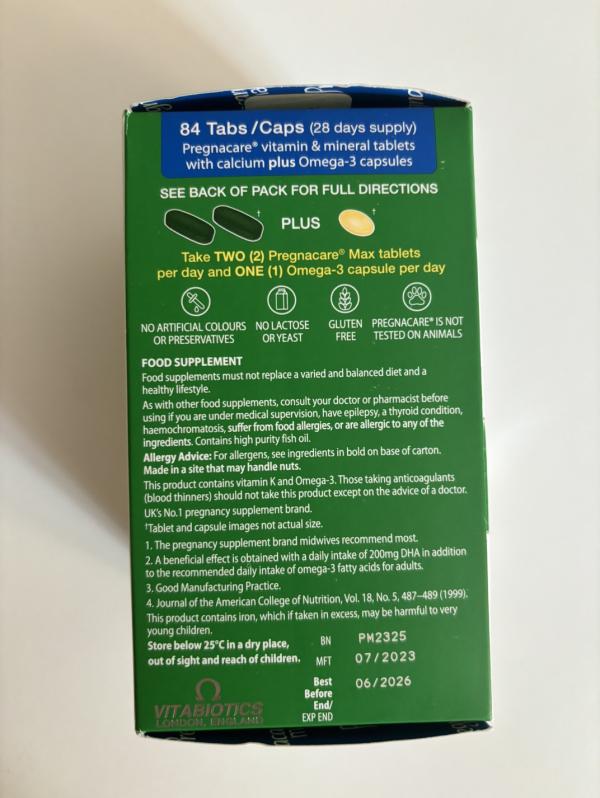 84 Tabs/Caps (28 days supply)
Pregnacare® vitamin & mineral tablets
with calcium plus Omega-3 capsules
SEE BACK OF PACK FOR FULL DIRECTIONS
† PLUS †
Take TWO (2) Pregnacare® Max tablets
per day and ONE (1) Omega-3 capsule per day
NO ARTIFICIAL COLOURS
OR PRESERVATIVES
NO LACTOSE
OR YEAST
GLUTEN
FREE
PREGNACARE® IS NOT
TESTED ON ANIMALS
FOOD SUPPLEMENT
Food supplements must not replace a varied and balanced diet and a
healthy lifestyle.
As with other food supplements, consult your doctor or pharmacist before
using if you are under medical supervision, have epilepsy, a thyroid condition,
haemochromatosis, suffer from food allergies, or are allergic to any of the
ingredients. Contains high purity fish oil.
Allergy Advice: For allergens, see ingredients in bold on base of carton.
Made in a site that may handle nuts.
This product contains vitamin K and Omega-3. Those taking anticoagulants
(blood thinners) should not take this product except on the advice of a doctor.
UK's No.1 pregnancy supplement brand.
†Tablet and capsule images not actual size.
1. The pregnancy supplement brand midwives recommend most.
2. A beneficial effect is obtained with a daily intake of 200mg DHA in addition
to the recommended daily intake of omega-3 fatty acids for adults.
3. Good Manufacturing Practice.
4. Journal of the American College of Nutrition, Vol. 18, No. 5, 487–489 (1999).
This product contains iron, which if taken in excess, may be harmful to very
young children.
Store below 25°C in a dry place,
out of sight and reach of children.
BN PM2325
MFT 07/2023
Best
Before
End/
EXP END
06/2026
VITABIOTICS
LONDON, ENGLAND